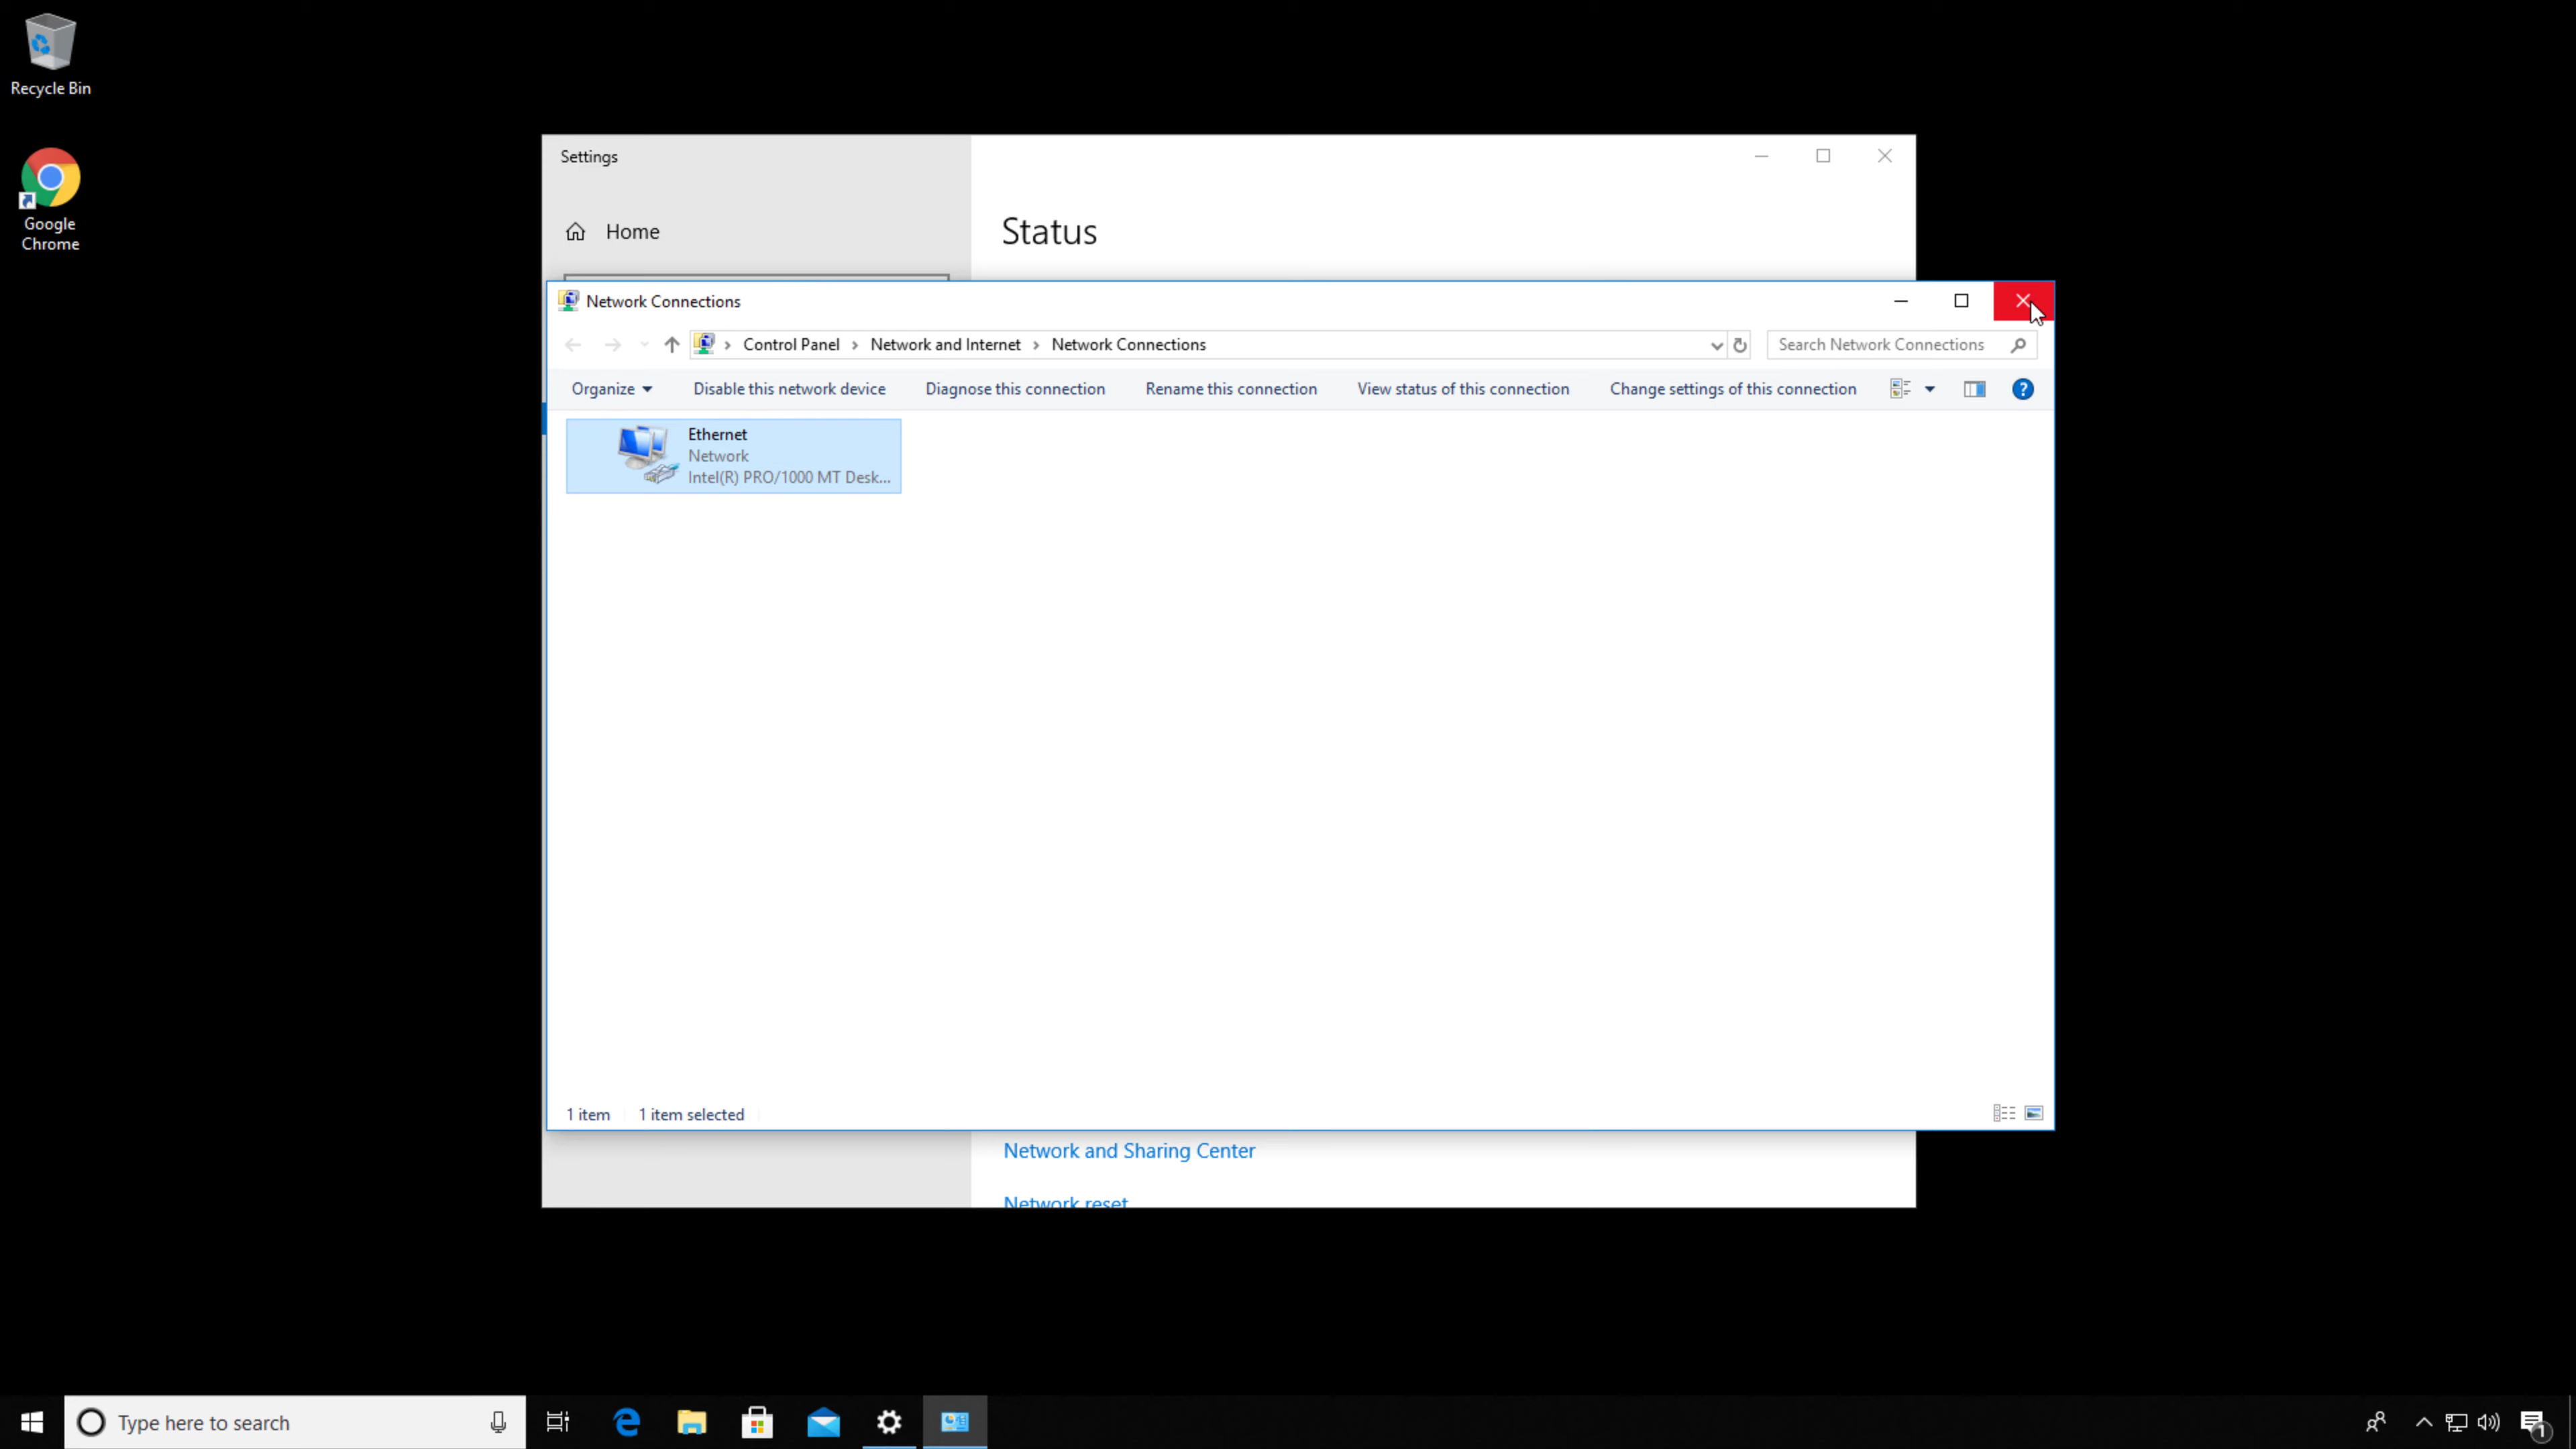 Recycle Bin
Google
Chrome
Settings
Home
Status
Network Connections
Control Panel
Network and Internet
Network Connections
Search Network Connections
Organize
Disable this network device
Diagnose this connection
Rename this connection
View status of this connection
Change settings of this connection
?
Ethernet
Network
Intel(R) PRO/1000 MT Desk...
1 item
1 item selected
Network and Sharing Center
Network reset
Type here to search
1